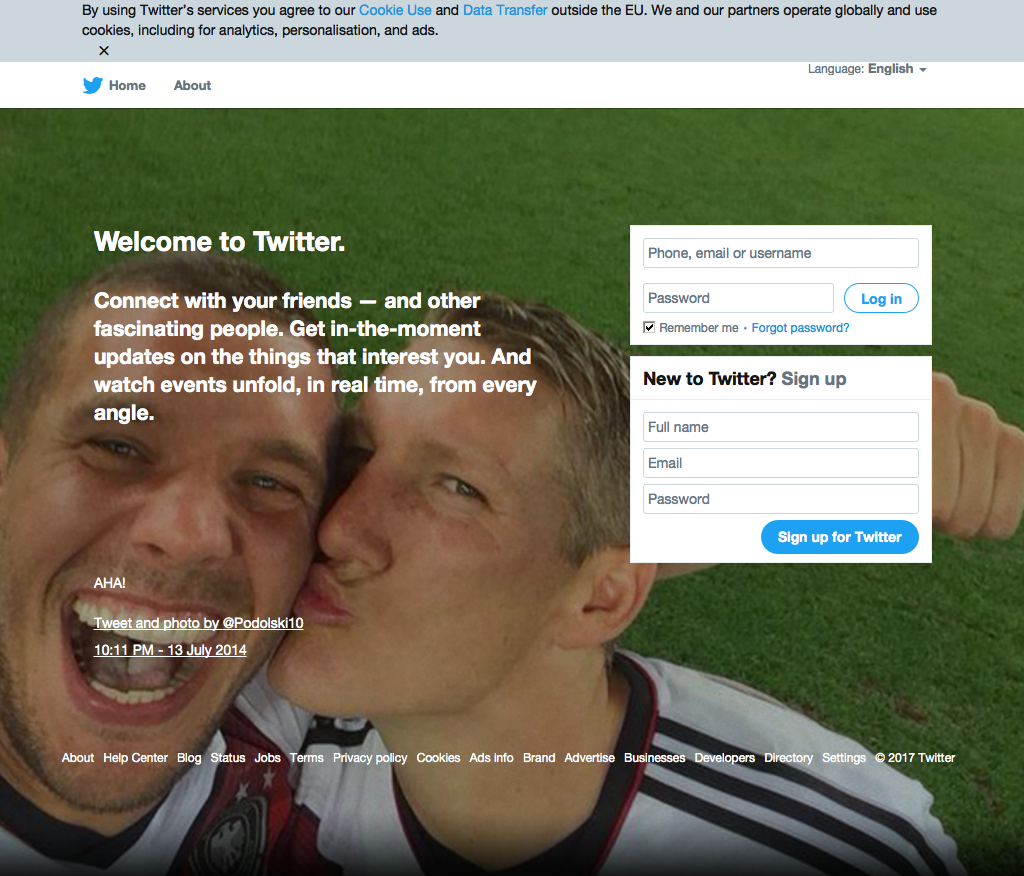 By using Twitter's services you agree to our Cookie Use and Data Transfer outside the EU. We and our partners operate globally and use
cookies, including for analytics, personalisation, and ads.
Language: English
Home
About
Welcome to Twitter.
Connect with your friends — and other
fascinating people. Get in-the-moment
updates on the things that interest you. And
watch events unfold, in real time, from every
angle.
Phone, email or username
Password
Log in
Remember me · Forgot password?
New to Twitter? Sign up
Full name
Email
Password
Sign up for Twitter
AHA!
Tweet and photo by @Podolski10
10:11 PM - 13 July 2014
About Help Center Blog Status Jobs Terms Privacy policy Cookies Ads info Brand Advertise Businesses Developers Directory Settings © 2017 Twitter